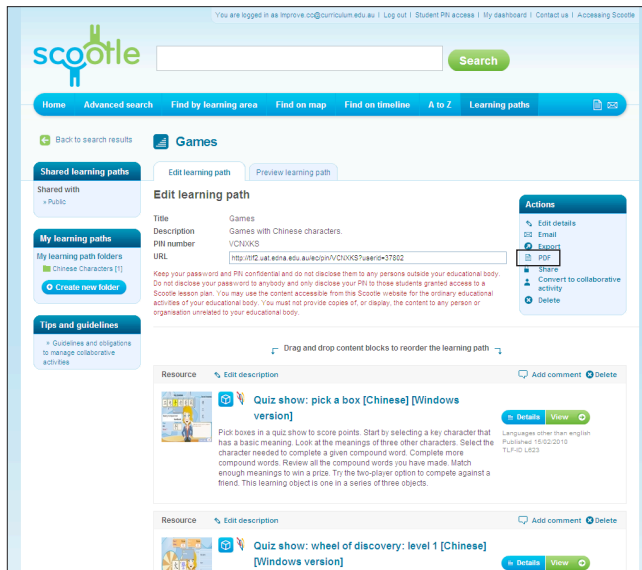 You are logged in as improve.cc@curriculum.edu.au | Log out | Student PIN access | My dashboard | Contact us | Accessing Scootle
scootle
Search
Home Advanced search Find by learning area Find on map Find on timeline A to Z Learning paths
Back to search results
Games
Shared learning paths
Shared with
» Public
My learning paths
My learning path folders
Chinese Characters [1]
Create new folder
Tips and guidelines
» Guidelines and obligations
to manage collaborative
activities
Edit learning path Preview learning path
Edit learning path
Title Games
Description Games with Chinese characters.
PIN number VCNXKS
URL http://tlf2.uat.edna.edu.au/ec/pin/VCNXKS?userid=37802
Keep your password and PIN confidential and do not disclose them to any persons outside your educational body.
Do not disclose your password to anybody and only disclose your PIN to those students granted access to a
Scootle lesson plan. You may use the content accessible from this Scootle website for the ordinary educational
activities of your educational body. You must not provide copies of, or display, the content to any person or
organisation unrelated to your educational body.
Actions
Edit details
Email
Export
PDF
Share
Convert to collaborative
activity
Delete
Drag and drop content blocks to reorder the learning path
Resource Edit description Add comment Delete
Quiz show: pick a box [Chinese] [Windows
version]
Pick boxes in a quiz show to score points. Start by selecting a key character that
has a basic meaning. Look at the meanings of three other characters. Select the
character needed to complete a given compound word. Complete more
compound words. Review all the compound words you have made. Match
enough meanings to win a prize. Try the two-player option to compete against a
friend. This learning object is one in a series of three objects.
Details View
Languages other than english
Published 15/02/2010
TLF-ID L623
Resource Edit description Add comment Delete
Quiz show: wheel of discovery: level 1 [Chinese]
[Windows version]
Details View